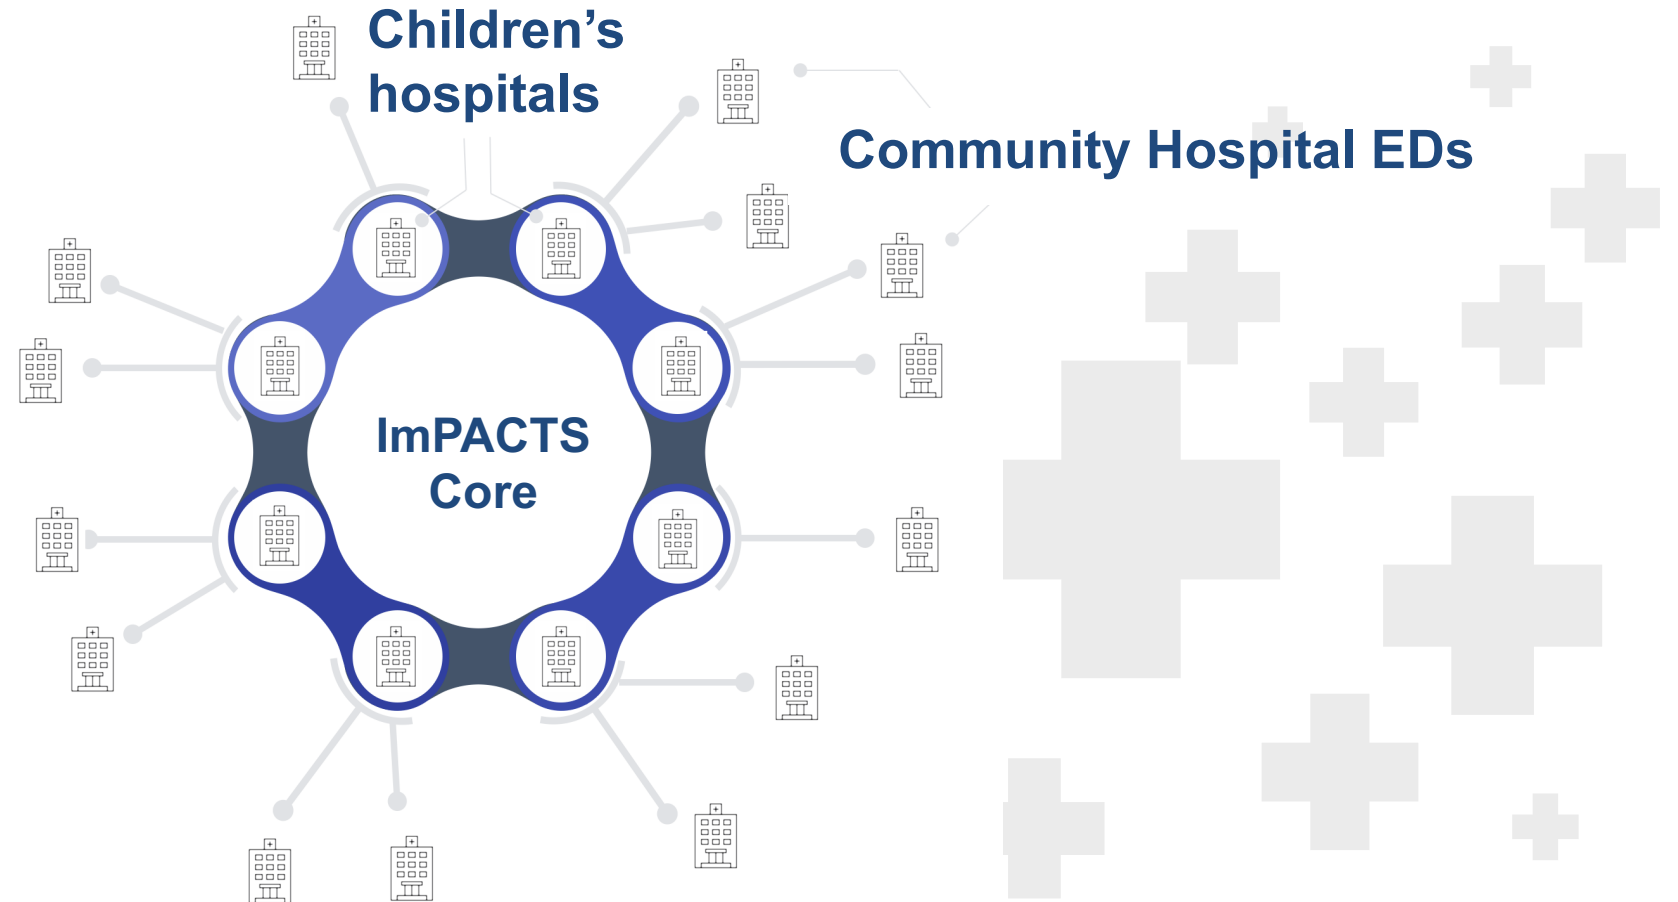 Children’s
hospitals
Community Hospital EDs
ImPACTS
Core